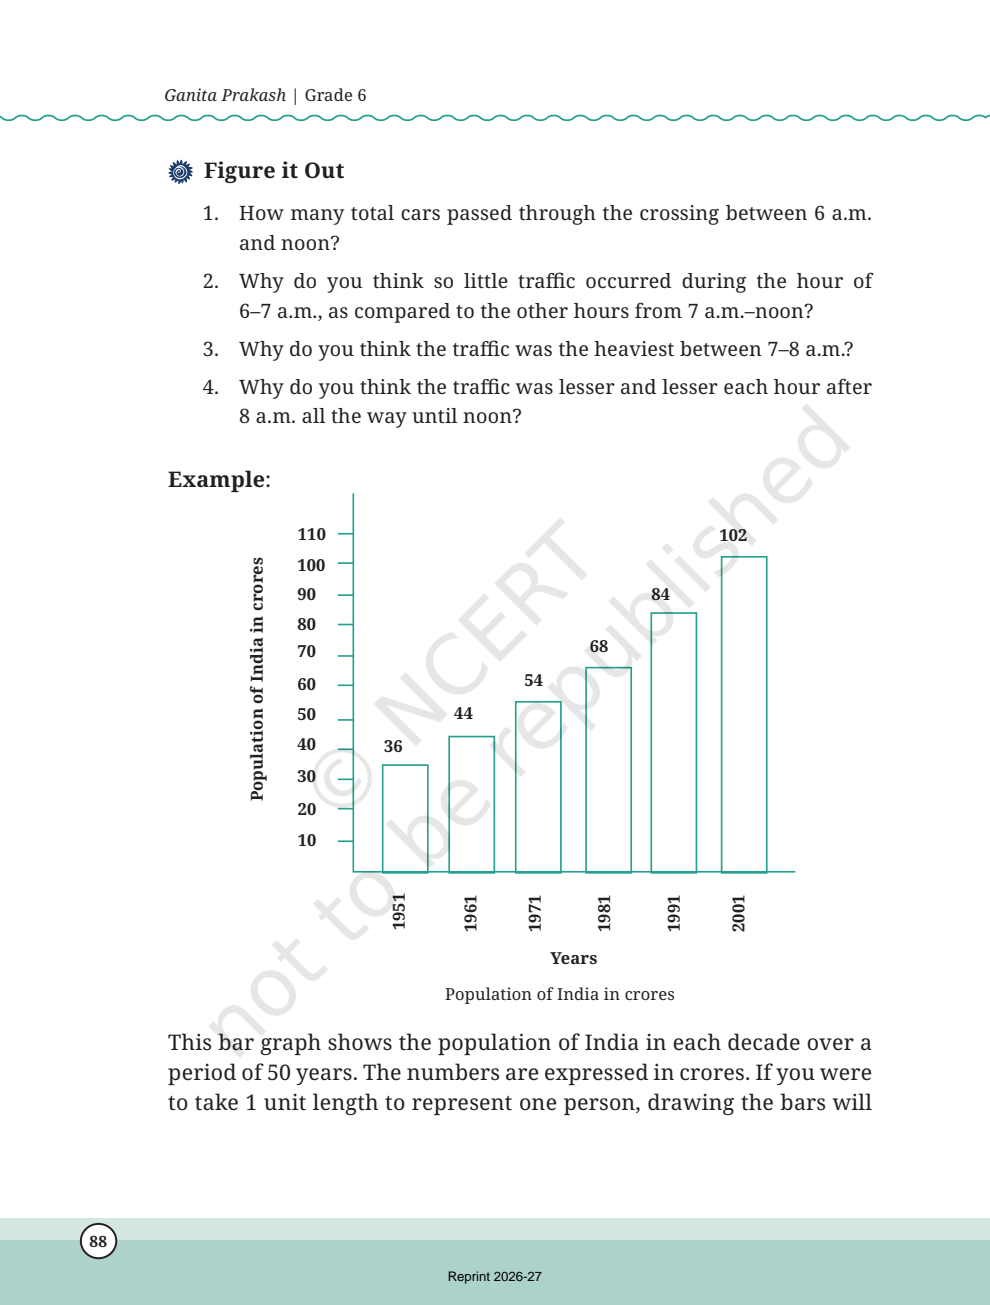 Ganita Prakash | Grade 6
Figure it Out
1. How many total cars passed through the crossing between 6 a.m.
and noon?
2. Why do you think so little traffic occurred during the hour of
6–7 a.m., as compared to the other hours from 7 a.m.–noon?
3. Why do you think the traffic was the heaviest between 7–8 a.m.?
4. Why do you think the traffic was lesser and lesser each hour after
8 a.m. all the way until noon?
Example:
Population of India in crores
110
100
90
80
70
60
50
40
30
20
10
36
44
54
68
84
102
1951
1961
1971
1981
1991
2001
Years
Population of India in crores
This bar graph shows the population of India in each decade over a
period of 50 years. The numbers are expressed in crores. If you were
to take 1 unit length to represent one person, drawing the bars will
© NCERT
not to be republished
88
Reprint 2026-27